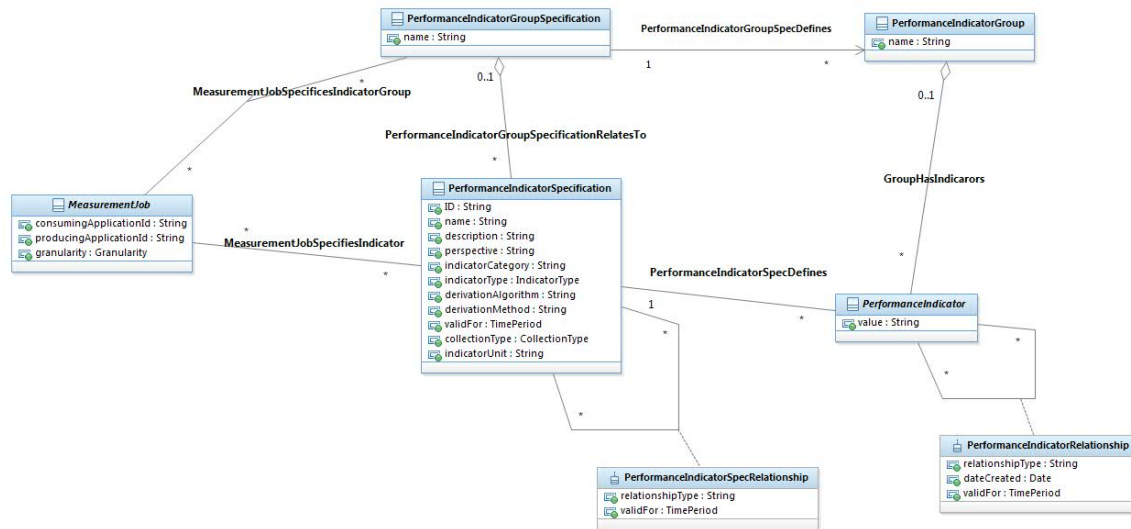 PerformanceIndicatorGroupSpecification
name : String
PerformanceIndicatorGroupSpecDefines
1
*
PerformanceIndicatorGroup
name : String
*
MeasurementJobSpecificesIndicatorGroup
*
0..1
PerformanceIndicatorGroupSpecificationRelatesTo
*
0..1
GroupHasIndicarors
*
MeasurementJob
consumingApplicationId : String
producingApplicationId : String
granularity : Granularity
*
MeasurementJobSpecifiesIndicator
*
PerformanceIndicatorSpecification
ID : String
name : String
description : String
perspective : String
indicatorCategory : String
indicatorType : IndicatorType
derivationAlgorithm : String
derivationMethod : String
validFor : TimePeriod
collectionType : CollectionType
indicatorUnit : String
PerformanceIndicatorSpecDefines
1
*
PerformanceIndicator
value : String
*
*
*
*
PerformanceIndicatorSpecRelationship
relationshipType : String
validFor : TimePeriod
PerformanceIndicatorRelationship
relationshipType : String
dateCreated : Date
validFor : TimePeriod